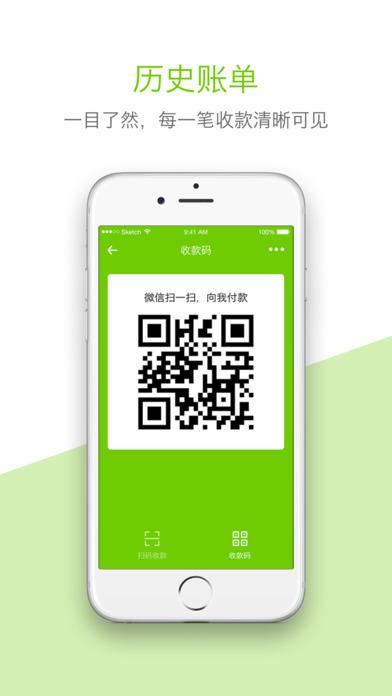 历史账单
一目了然，每一笔收款清晰可见
Sketch 9:41 AM 100%
收款码
微信扫一扫，向我付款
扫码收款 收款码